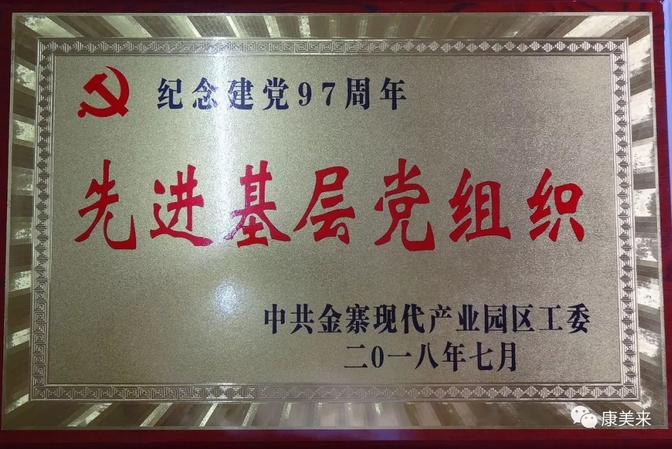 纪念建党97周年
先进基层党组织
中共金寨现代产业园区工委
二〇一八年七月
康美来